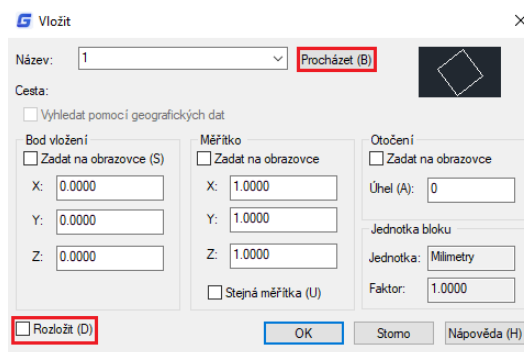 Vložit
Název: 1 Procházet (B)
Cesta:
Vyhledat pomocí geografických dat
Bod vložení
Zadat na obrazovce (S)
X: 0.0000
Y: 0.0000
Z: 0.0000
Měřítko
Zadat na obrazovce
X: 1.0000
Y: 1.0000
Z: 1.0000
Stejná měřítka (U)
Otočení
Zadat na obrazovce
Úhel (A): 0
Jednotka bloku
Jednotka: Milimetry
Faktor: 1.0000
Rozložit (D)
OK
Storno
Nápověda (H)